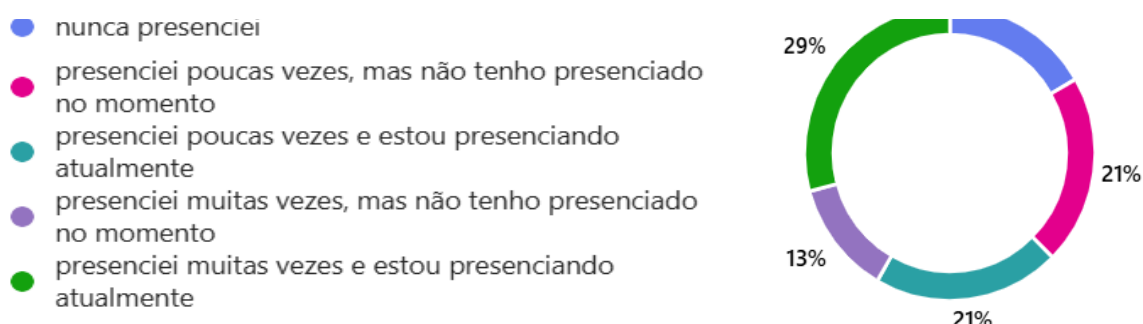 nunca presenciei
presenciei poucas vezes, mas não tenho presenciado
no momento
presenciei poucas vezes e estou presenciando
atualmente
presenciei muitas vezes, mas não tenho presenciado
no momento
presenciei muitas vezes e estou presenciando
atualmente
29%
21%
13%
21%